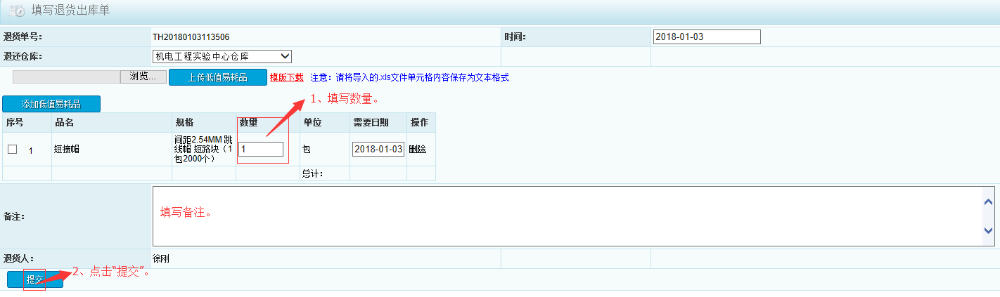 填写退货出库单
退货单号： TH20180103113506 时间： 2018-01-03
退还仓库： 机电工程实验中心仓库
浏览... 上传低值易耗品 模版下载 注意：请将导入的.xls文件单元格内容保存为文本格式
1、填写数量。
添加低值易耗品
序号 品名 规格 数量 单位 需要日期 操作
1 短接帽 间距2.54MM 跳线帽 短路块（1包2000个） 1 包 2018-01-03 删除
总计：
备注： 填写备注。
退货人： 徐刚
提交 2、点击“提交”。